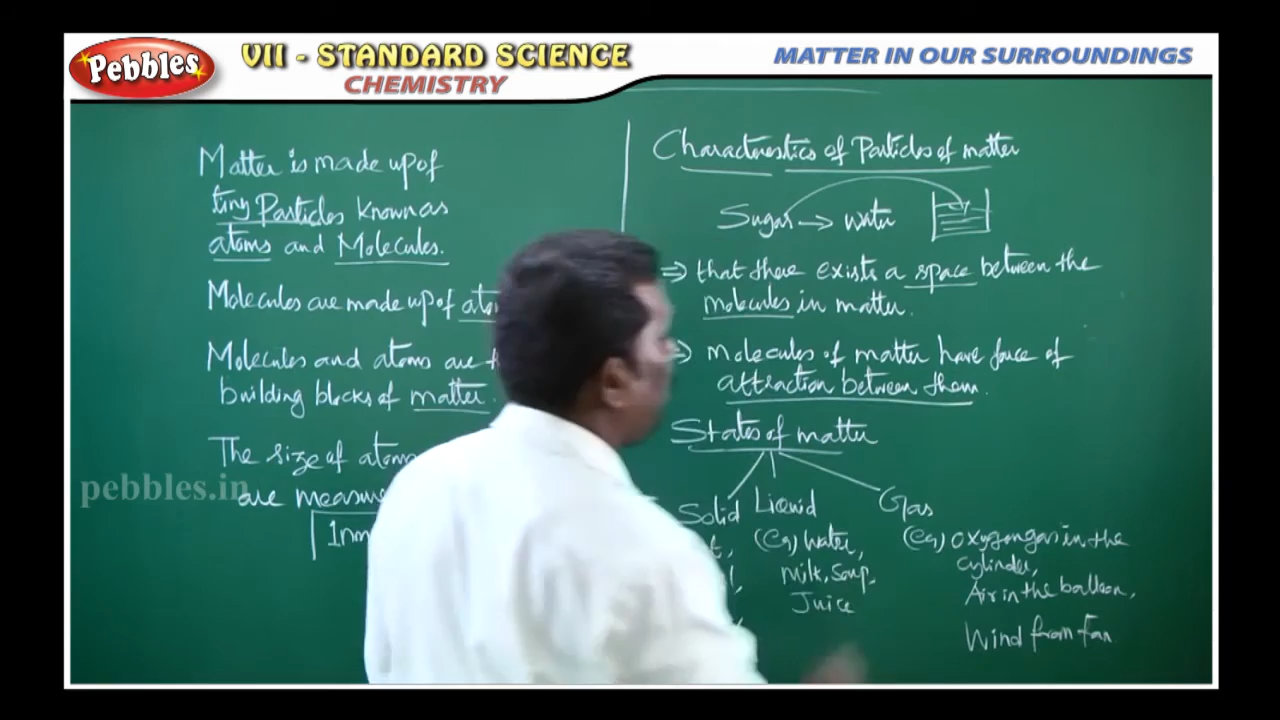 Pebbles
VII - STANDARD SCIENCE
CHEMISTRY
MATTER IN OUR SURROUNDINGS
Matter is made up of
tiny Particles known as
atoms and Molecules.
Molecules are made up of
Molecules and atoms are
building blocks of matter.
The size of atoms
are
pebbles.in
Characteristics of Particles of matter
Sugar → water
⇒ that there exists a space between the
molecules in matter.
⇒ molecules of matter have force of
attraction between them.
States of matter
Solid Liquid Gas
(eg) water,
Milk, Soup,
Juice
(eg) oxygen gas in the
cylinder,
Air in the balloon,
Wind from fan